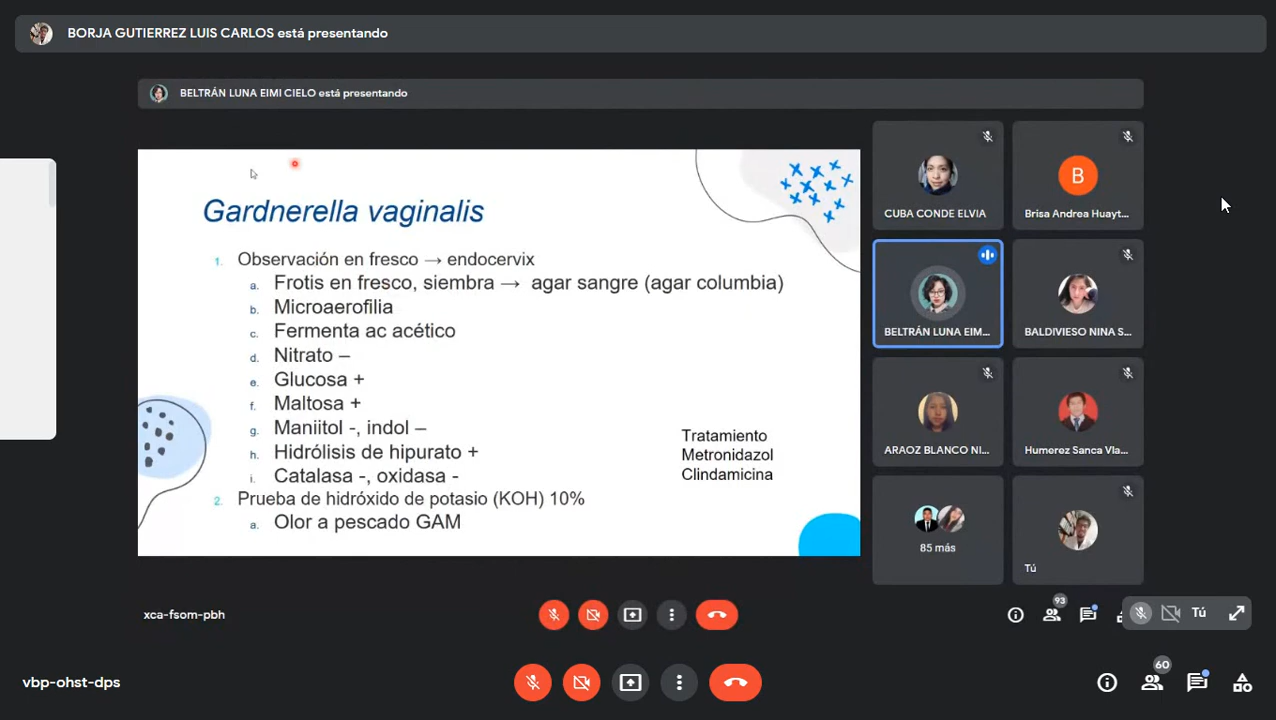 BORJA GUTIERREZ LUIS CARLOS está presentando
BELTRÁN LUNA EIMI CIELO está presentando
Gardnerella vaginalis
1. Observación en fresco → endocervix
a. Frotis en fresco, siembra → agar sangre (agar columbia)
b. Microaerofilia
c. Fermenta ac acético
d. Nitrato –
e. Glucosa +
f. Maltosa +
g. Maniitol -, indol –
h. Hidrólisis de hipurato +
i. Catalasa -, oxidasa -
2. Prueba de hidróxido de potasio (KOH) 10%
a. Olor a pescado GAM
Tratamiento
Metronidazol
Clindamicina
CUBA CONDE ELVIA
B
Brisa Andrea Huayt...
BELTRÁN LUNA EIM...
BALDIVIESO NINA S...
ARAOZ BLANCO NI...
Humerez Sanca Vla...
85 más
Tú
xca-fsom-pbh
93
Tú
vbp-ohst-dps
60